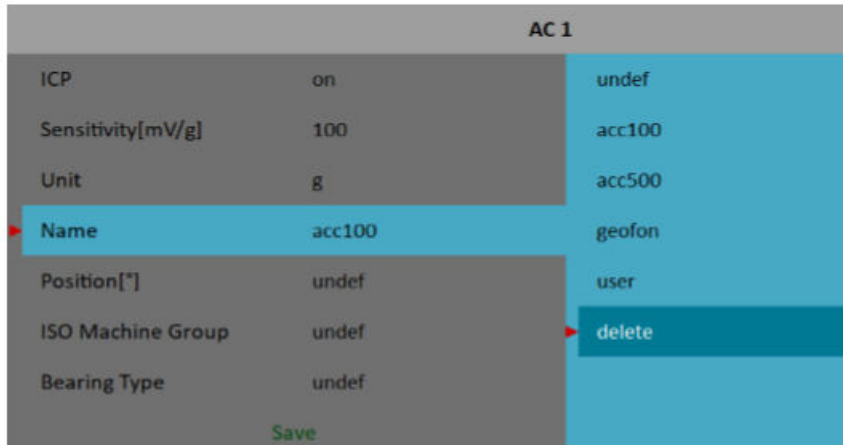 AC 1
ICP on undef
Sensitivity[mV/g] 100 acc100
Unit g acc500
Name acc100 geofon
Position[°] undef user
ISO Machine Group undef delete
Bearing Type undef
Save